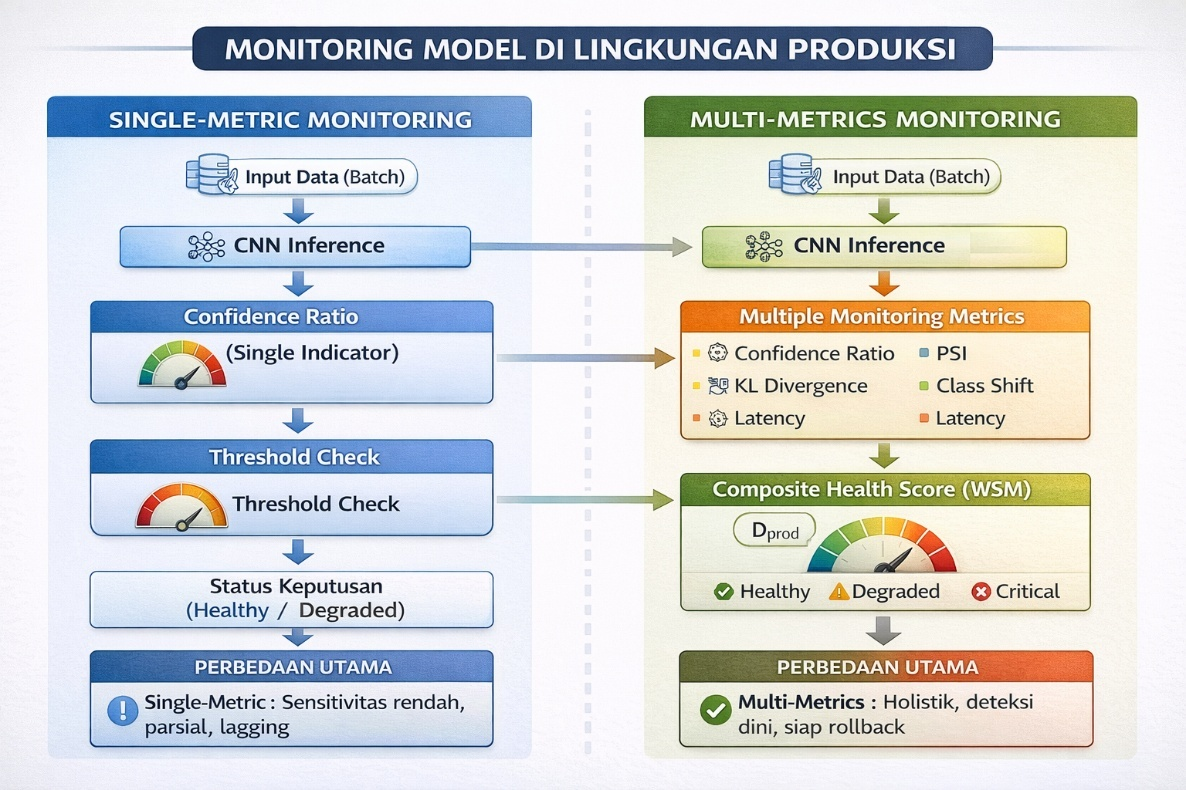 MONITORING MODEL DI LINGKUNGAN PRODUKSI
SINGLE-METRIC MONITORING
Input Data (Batch)
CNN Inference
Confidence Ratio
(Single Indicator)
Threshold Check
Threshold Check
Status Keputusan
(Healthy / Degraded)
PERBEDAAN UTAMA
Single-Metric : Sensitivitas rendah,
parsial, lagging
MULTI-METRICS MONITORING
Input Data (Batch)
CNN Inference
Multiple Monitoring Metrics
Confidence Ratio
PSI
KL Divergence
Class Shift
Latency
Latency
Composite Health Score (WSM)
Dprod
Healthy
Degraded
Critical
PERBEDAAN UTAMA
Multi-Metrics : Holistik, deteksi
dini, siap rollback